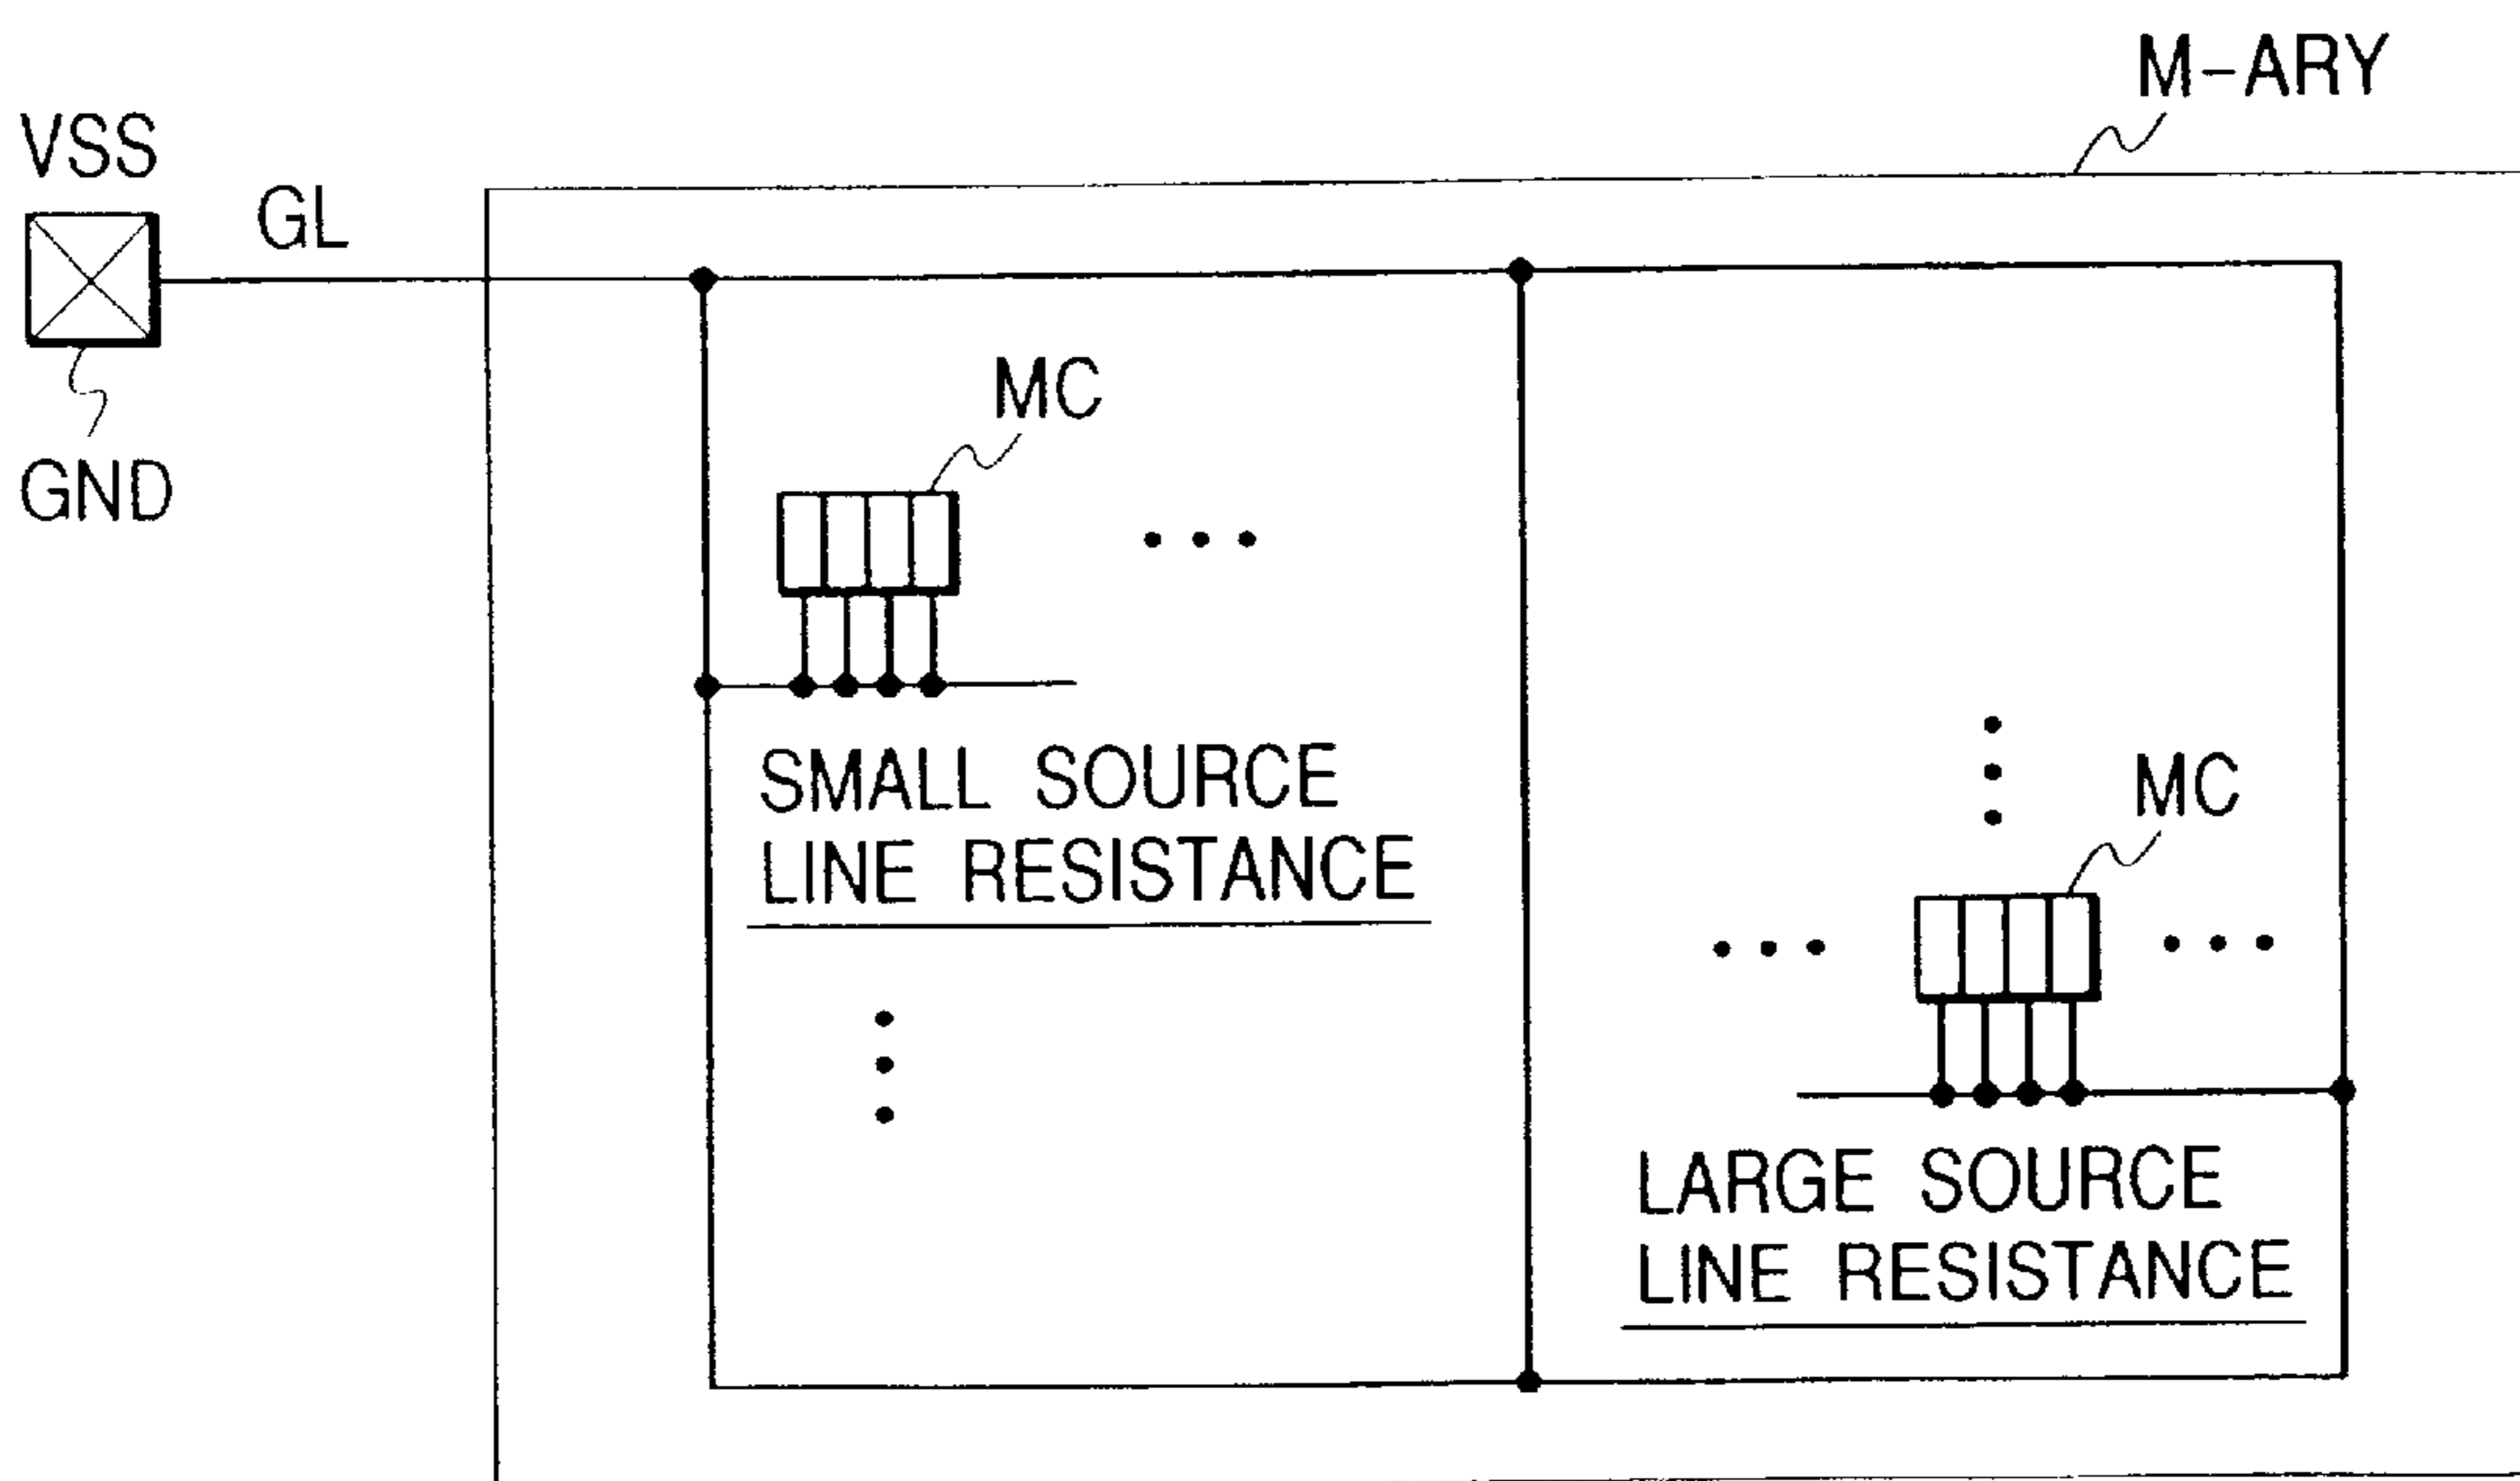 M-ARY
VSS
GL
GND
MC
SMALL SOURCE
LINE RESISTANCE
MC
LARGE SOURCE
LINE RESISTANCE